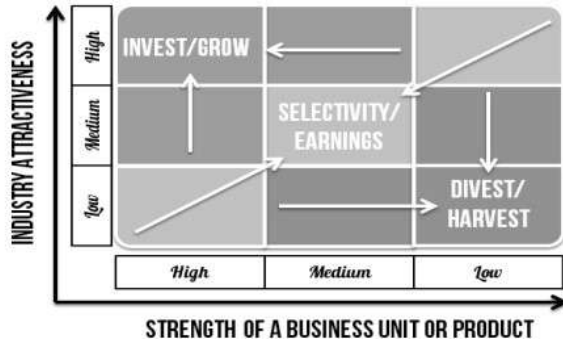 INDUSTRY ATTRACTIVENESS
High
Medium
Low
INVEST/GROW
SELECTIVITY/
EARNINGS
DIVEST/
HARVEST
High
Medium
Low
STRENGTH OF A BUSINESS UNIT OR PRODUCT